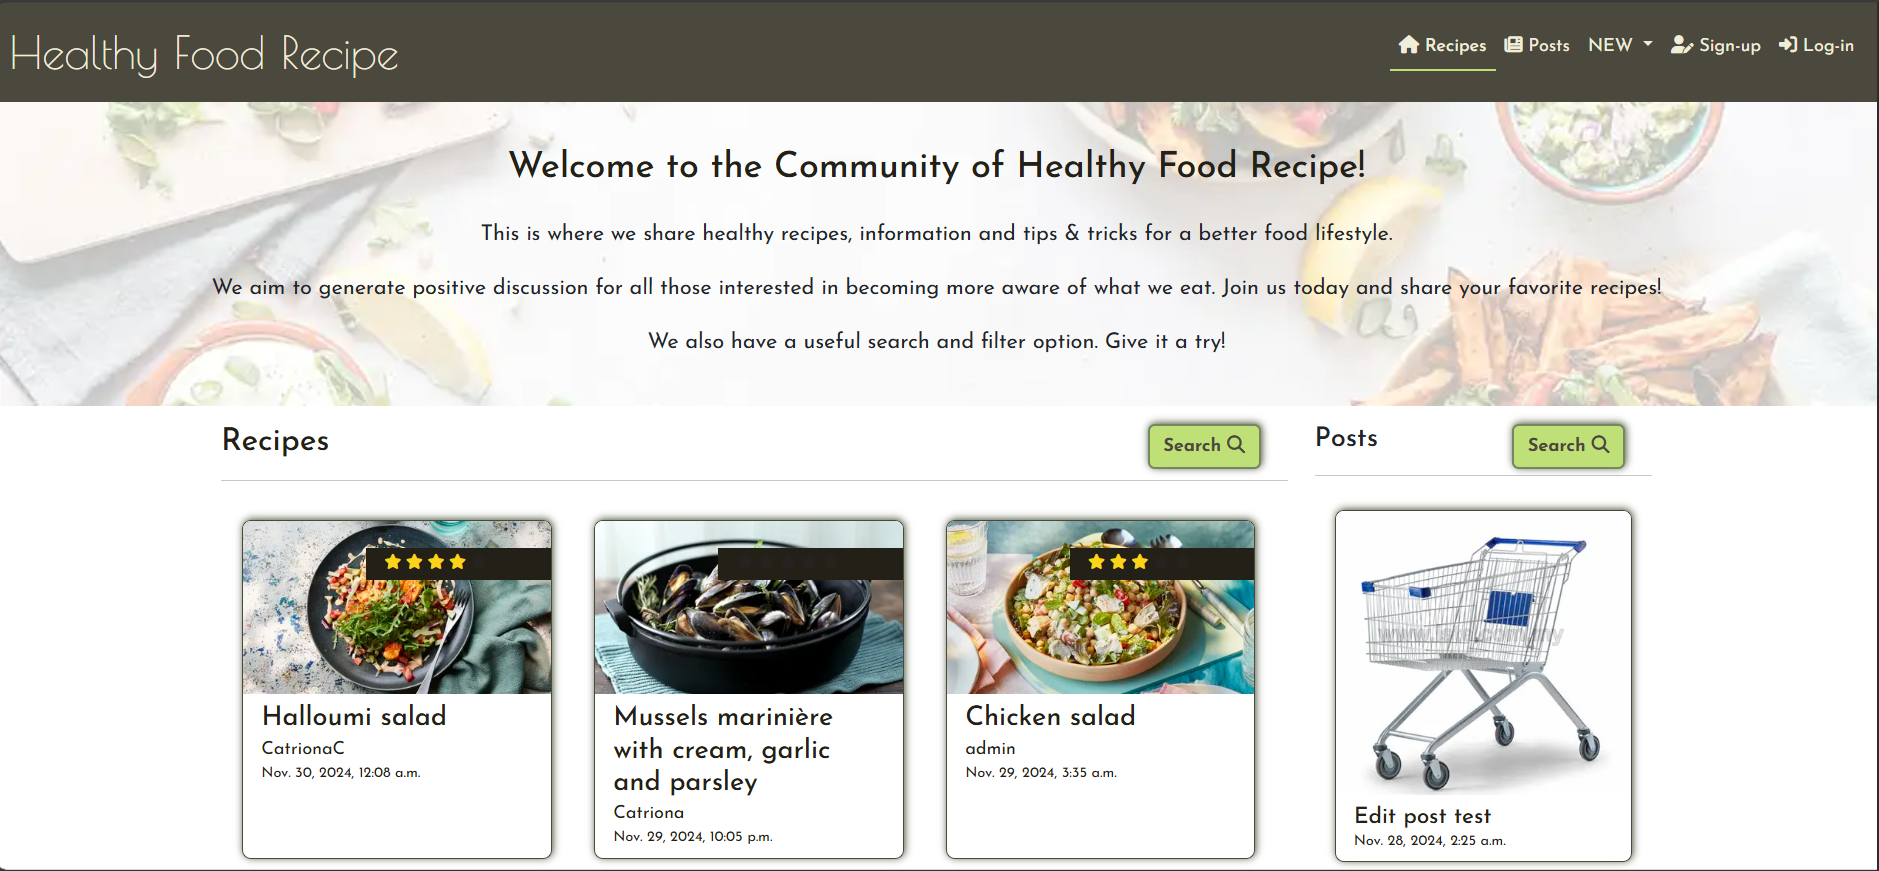 Healthy Food Recipe
Recipes
Posts
NEW
Sign-up
Log-in
Welcome to the Community of Healthy Food Recipe!
This is where we share healthy recipes, information and tips & tricks for a better food lifestyle.
We aim to generate positive discussion for all those interested in becoming more aware of what we eat. Join us today and share your favorite recipes!
We also have a useful search and filter option. Give it a try!
Recipes
Search
Halloumi salad
CatrionaC
Nov. 30, 2024, 12:08 a.m.
Mussels marinière
with cream, garlic
and parsley
Catriona
Nov. 29, 2024, 10:05 p.m.
Chicken salad
admin
Nov. 29, 2024, 3:35 a.m.
Posts
Search
Edit post test
Nov. 28, 2024, 2:25 a.m.